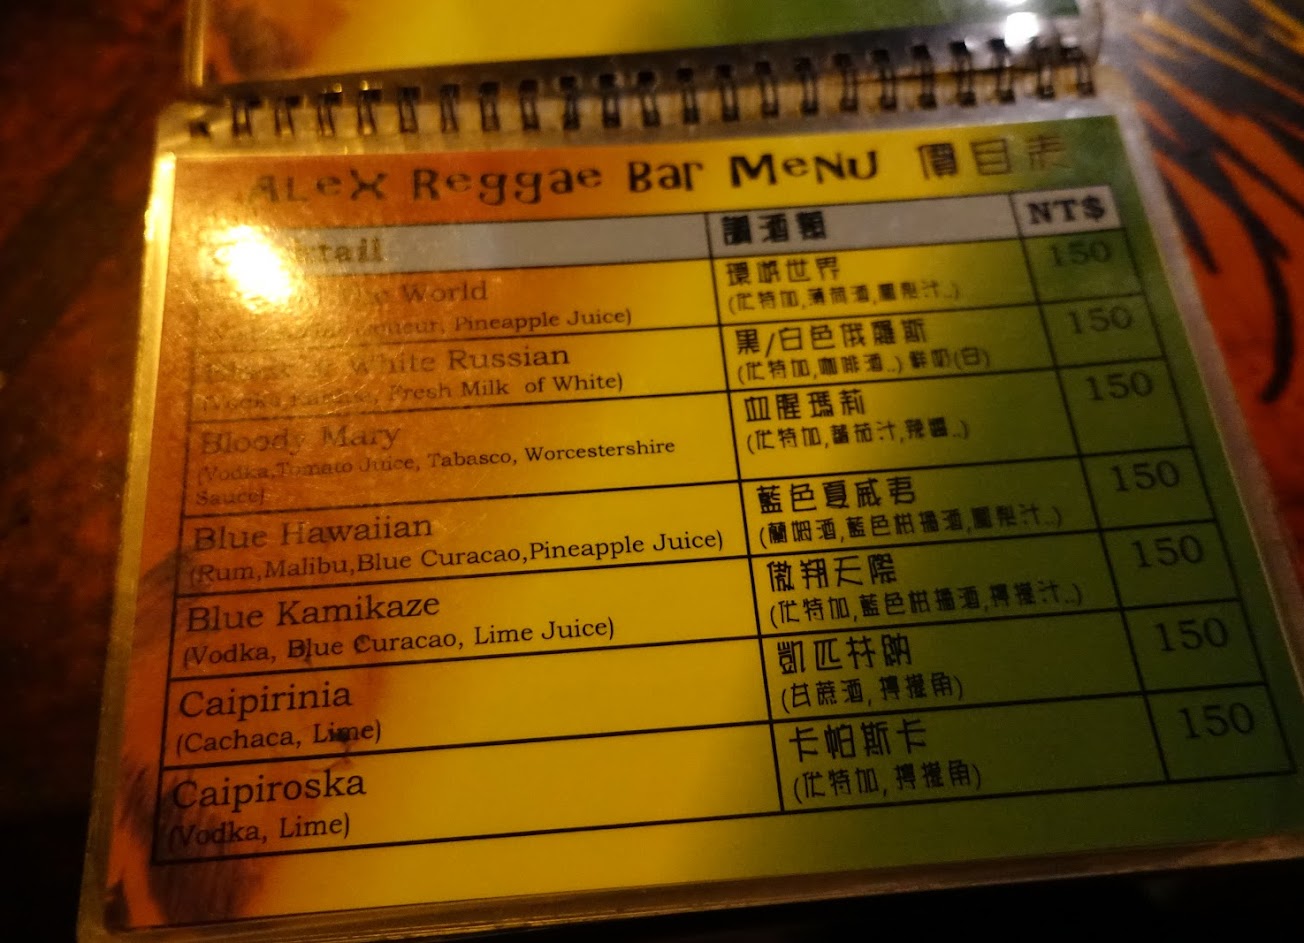 ALeX Reggae Bar MeNU 價目表
調酒類 NT$
The World 環遊世界 150
Pineapple Juice) (伏特加,薄荷酒,鳳梨汁..)
White Russian 黑/白色俄羅斯 150
Fresh Milk of White) (伏特加,咖啡酒..) 鮮奶(白)
Bloody Mary 血腥瑪莉 150
(Vodka,Tomato Juice, Tabasco, Worcestershire (伏特加,蕃茄汁,辣醬..)
Sauce)
Blue Hawaiian 藍色夏威夷 150
(Rum,Malibu,Blue Curacao,Pineapple Juice) (蘭姆酒,藍色柑橘酒,鳳梨汁..)
Blue Kamikaze 傲翔天際 150
(Vodka, Blue Curacao, Lime Juice) (伏特加,藍色柑橘酒,檸檬汁..)
Caipirinia 凱匹林納 150
(Cachaca, Lime) (甘蔗酒, 檸檬角)
Caipiroska 卡帕斯卡 150
(Vodka, Lime) (伏特加, 檸檬角)